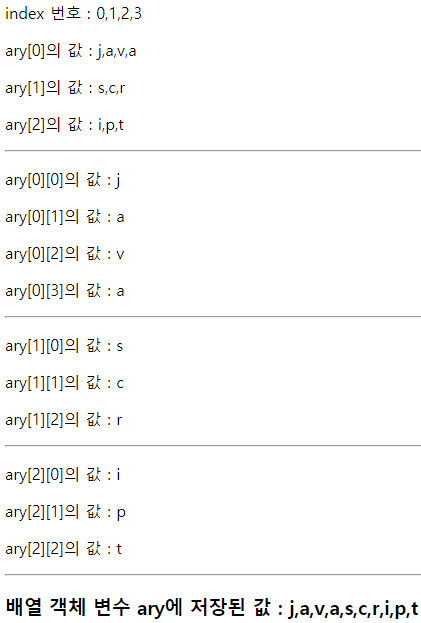 index 번호 : 0,1,2,3
ary[0]의 값 : j,a,v,a
ary[1]의 값 : s,c,r
ary[2]의 값 : i,p,t
ary[0][0]의 값 : j
ary[0][1]의 값 : a
ary[0][2]의 값 : v
ary[0][3]의 값 : a
ary[1][0]의 값 : s
ary[1][1]의 값 : c
ary[1][2]의 값 : r
ary[2][0]의 값 : i
ary[2][1]의 값 : p
ary[2][2]의 값 : t
배열 객체 변수 ary에 저장된 값 : j,a,v,a,s,c,r,i,p,t